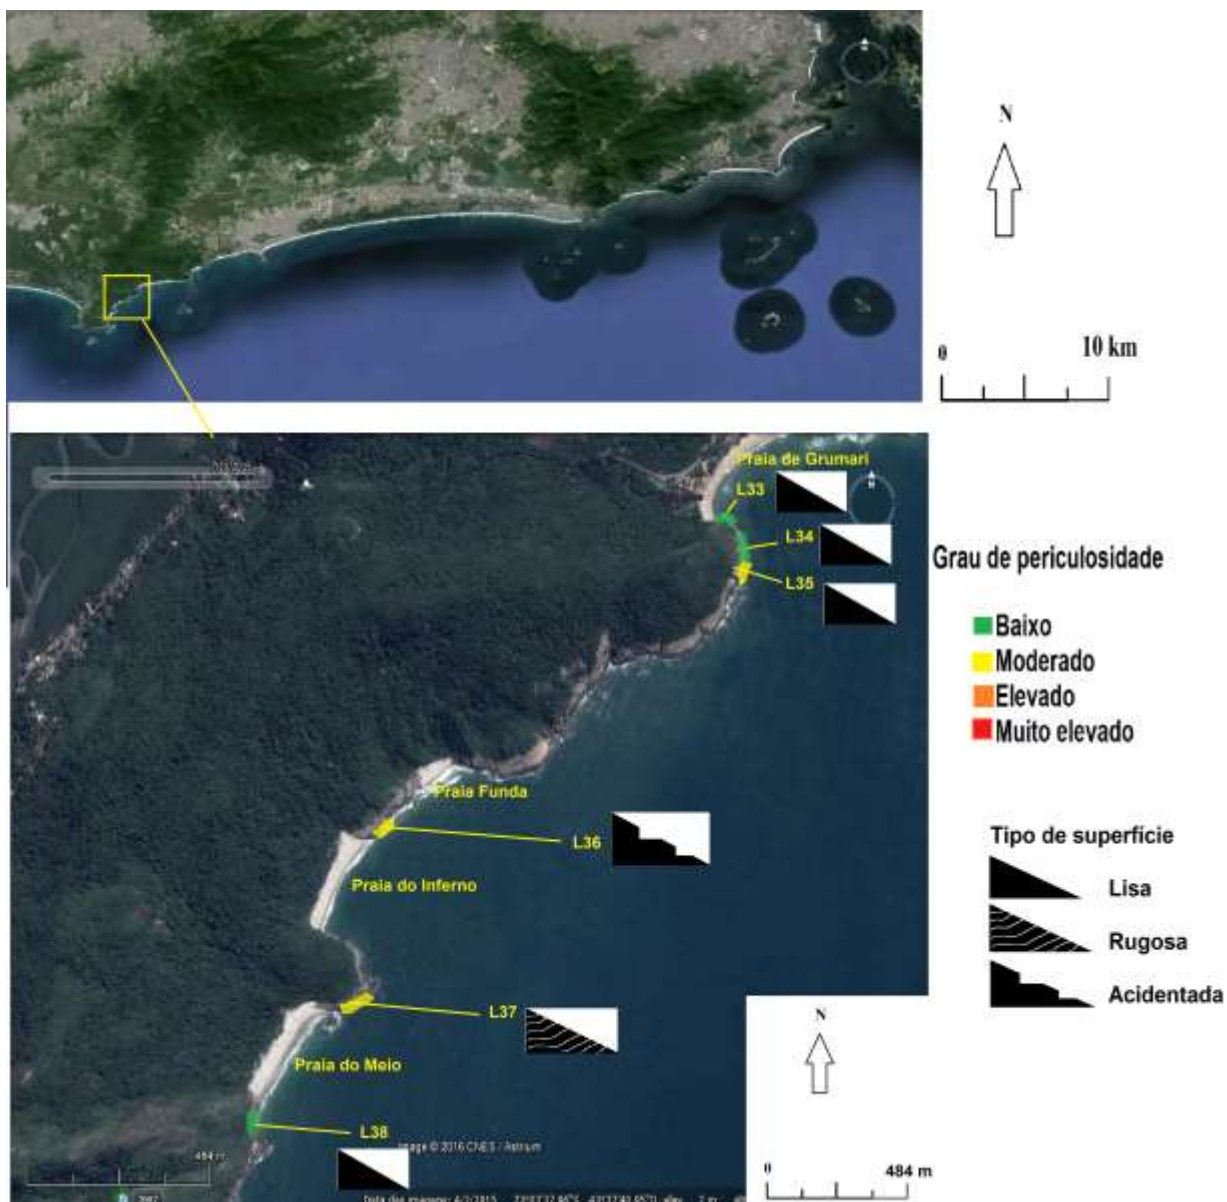 N
0
10 km
Praia de Grumari
L33
L34
L35
Grau de periculosidade
Baixo
Moderado
Elevado
Muito elevado
Praia Funda
L36
Praia do Inferno
Tipo de superfície
Lisa
Rugosa
Acidentada
L37
Praia do Meio
N
L38
Image © 2016 CNES / Astrium
484 m
0
484 m